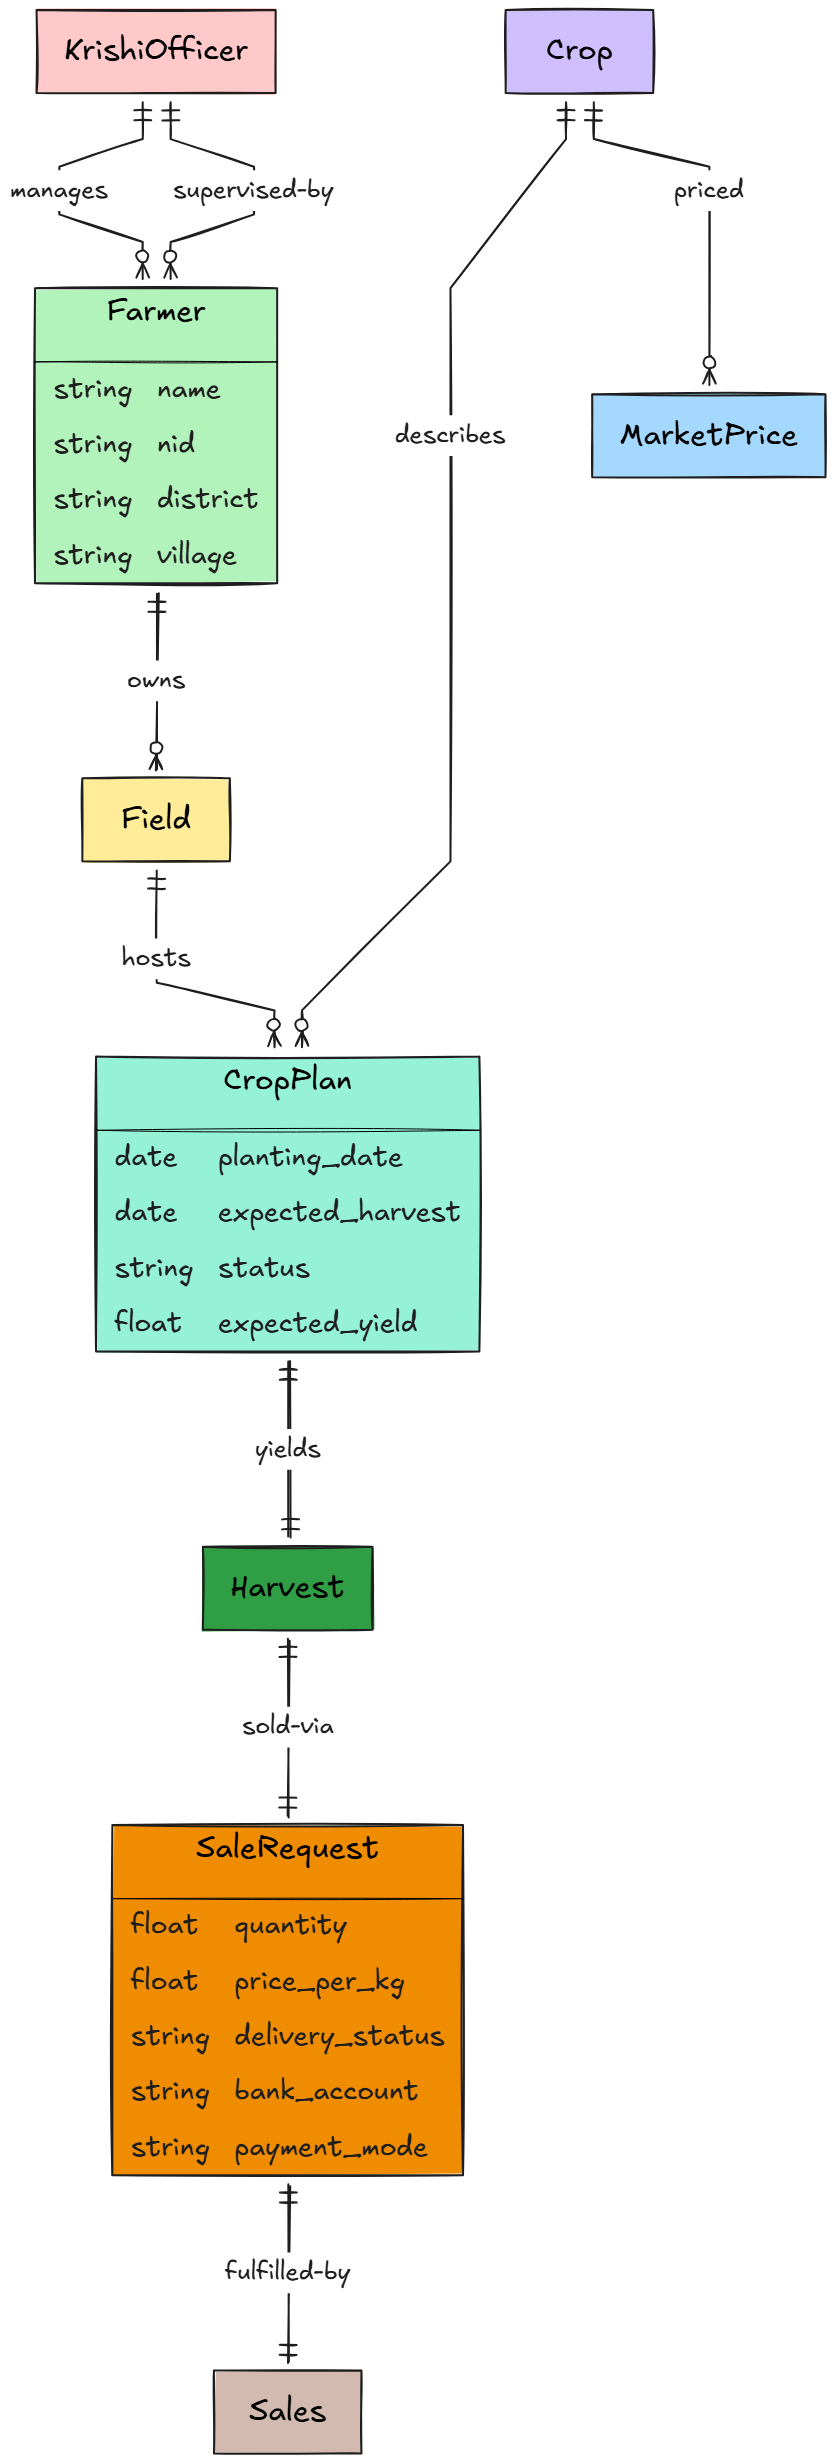 KrishiOfficer
Crop
manages
supervised-by
priced
Farmer
string name
string nid
string district
string village
describes
MarketPrice
owns
Field
hosts
CropPlan
date planting_date
date expected_harvest
string status
float expected_yield
yields
Harvest
sold-via
SaleRequest
float quantity
float price_per_kg
string delivery_status
string bank_account
string payment_mode
fulfilled-by
Sales